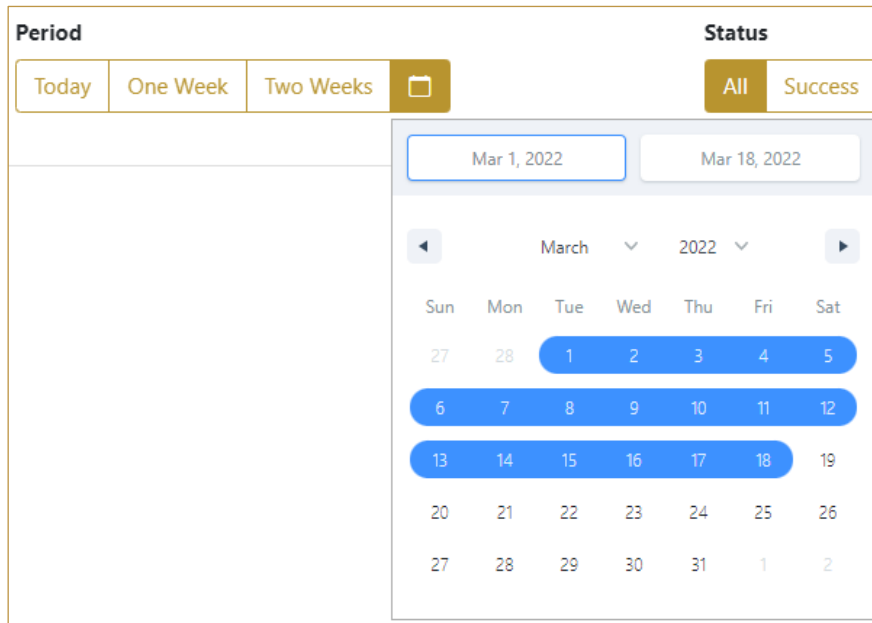 Period Status
Today One Week Two Weeks All Success
Mar 1, 2022 Mar 18, 2022
March 2022
Sun Mon Tue Wed Thu Fri Sat
27 28 1 2 3 4 5
6 7 8 9 10 11 12
13 14 15 16 17 18 19
20 21 22 23 24 25 26
27 28 29 30 31 1 2